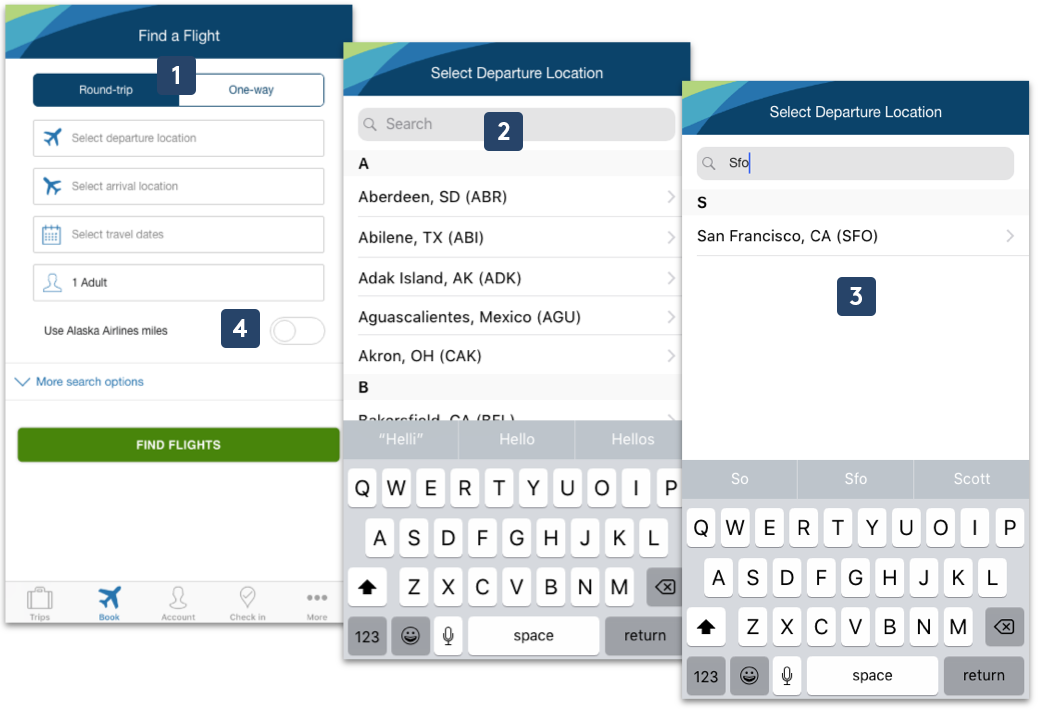 Find a Flight
1
Round-trip One-way
Select departure location
Select arrival location
Select travel dates
1 Adult
Use Alaska Airlines miles 4
More search options
FIND FLIGHTS
Trips Book Account Check in More
Select Departure Location
Search 2
A
Aberdeen, SD (ABR)
Abilene, TX (ABI)
Adak Island, AK (ADK)
Aguascalientes, Mexico (AGU)
Akron, OH (CAK)
B
Bakersfield, CA (BFL)
“Helli” Hello Hellos
Q W E R T Y U O I P
A S D F G H J K L
Z X C V B N M
123 space return
Select Departure Location
Sfo
S
San Francisco, CA (SFO)
3
So Sfo Scott
Q W E R T Y U O I P
A S D F G H J K L
Z X C V B N M
123 space return